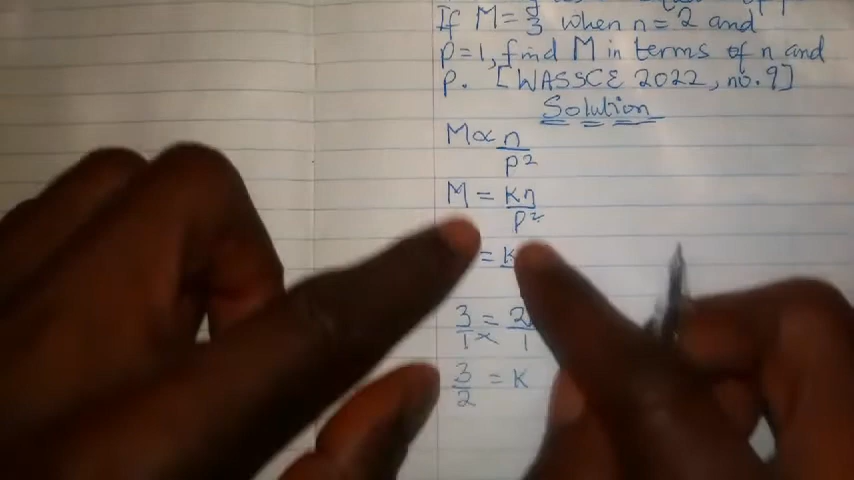 If M = 3 when n = 2 and
p = 1, find M in terms of n and
p. [WASSCE 2022, no. 9]
Solution
M ∝ n
p²
M = Kn
p²
= K
3 = 2
1 × 1
3 = K
2